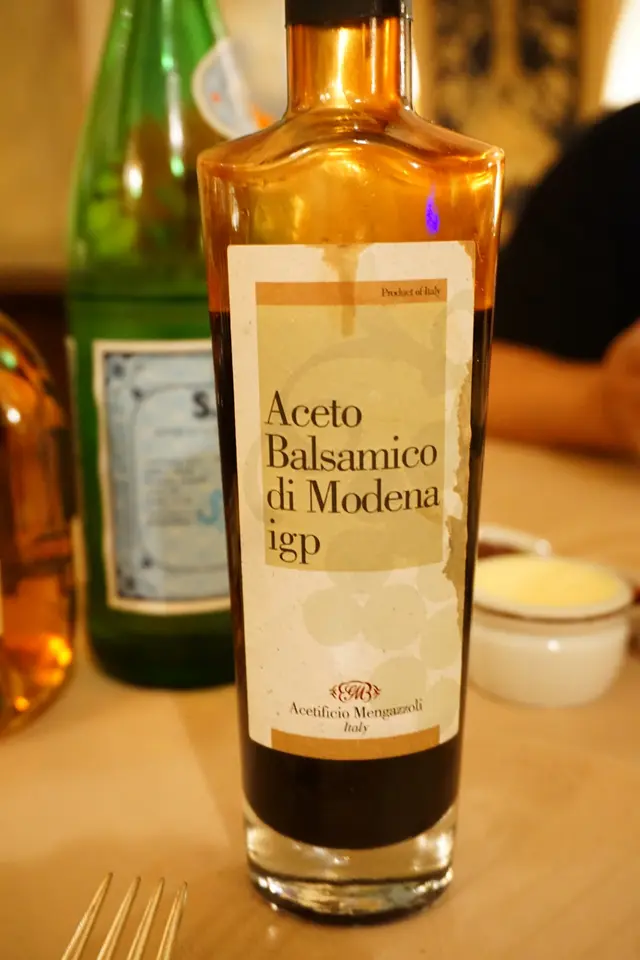 Product of Italy
Aceto
Balsamico
di Modena
igp
Acetificio Mengazzoli
Italy